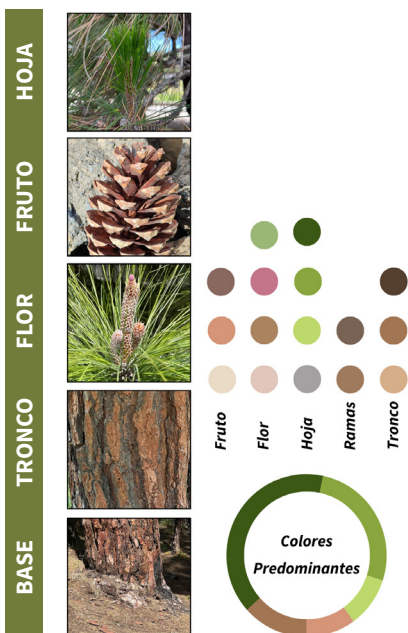 HOJA
FRUTO
FLOR
TRONCO
BASE
Fruto
Flor
Hoja
Ramas
Tronco
Colores
Predominantes